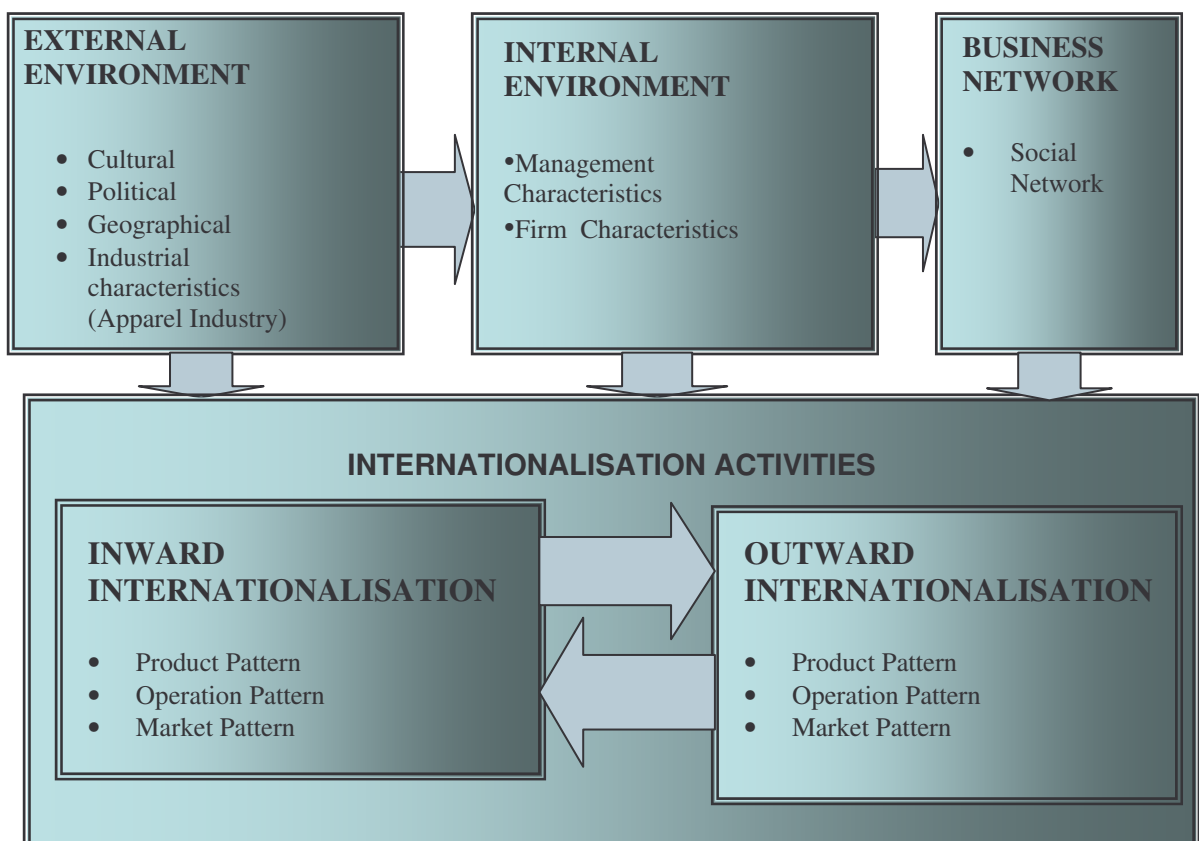 EXTERNAL
ENVIRONMENT
• Cultural
• Political
• Geographical
• Industrial
characteristics
(Apparel Industry)
INTERNAL
ENVIRONMENT
•Management
Characteristics
•Firm Characteristics
BUSINESS
NETWORK
• Social
Network
INTERNATIONALISATION ACTIVITIES
INWARD
INTERNATIONALISATION
• Product Pattern
• Operation Pattern
• Market Pattern
OUTWARD
INTERNATIONALISATION
• Product Pattern
• Operation Pattern
• Market Pattern